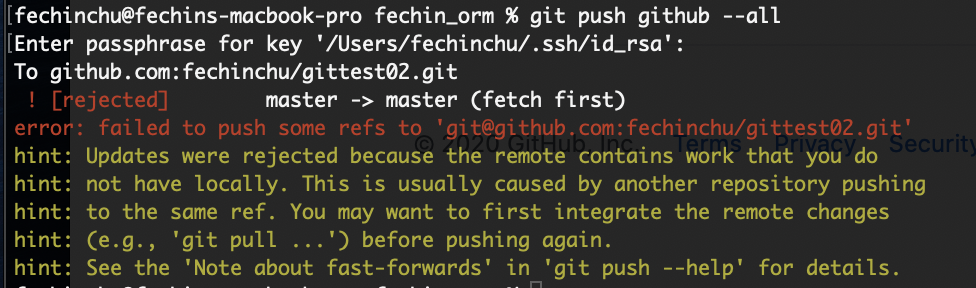 [fechinchu@fechins-macbook-pro fechin_orm % git push github --all
[Enter passphrase for key '/Users/fechinchu/.ssh/id_rsa':
To github.com:fechinchu/gittest02.git
! [rejected]        master -> master (fetch first)
error: failed to push some refs to 'git@github.com:fechinchu/gittest02.git'
© 2020 GitHub, Inc. Terms Privacy Security
hint: Updates were rejected because the remote contains work that you do
hint: not have locally. This is usually caused by another repository pushing
hint: to the same ref. You may want to first integrate the remote changes
hint: (e.g., 'git pull ...') before pushing again.
hint: See the 'Note about fast-forwards' in 'git push --help' for details.